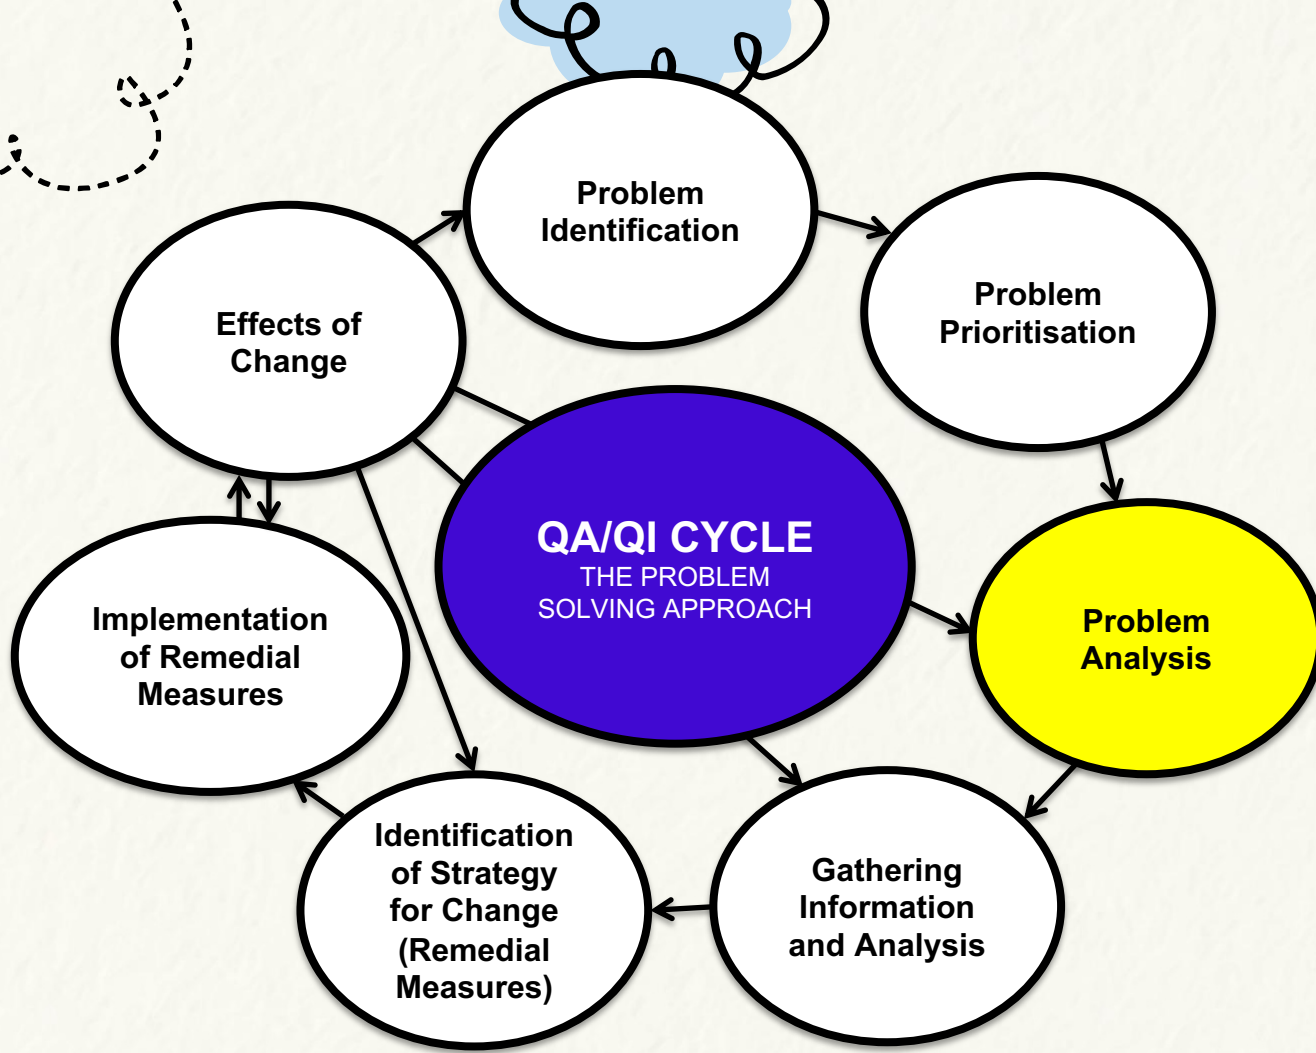 Problem
Identification
Problem
Prioritisation
Effects of
Change
QA/QI CYCLE
THE PROBLEM
SOLVING APPROACH
Problem
Analysis
Implementation
of Remedial
Measures
Identification
of Strategy
for Change
(Remedial
Measures)
Gathering
Information
and Analysis